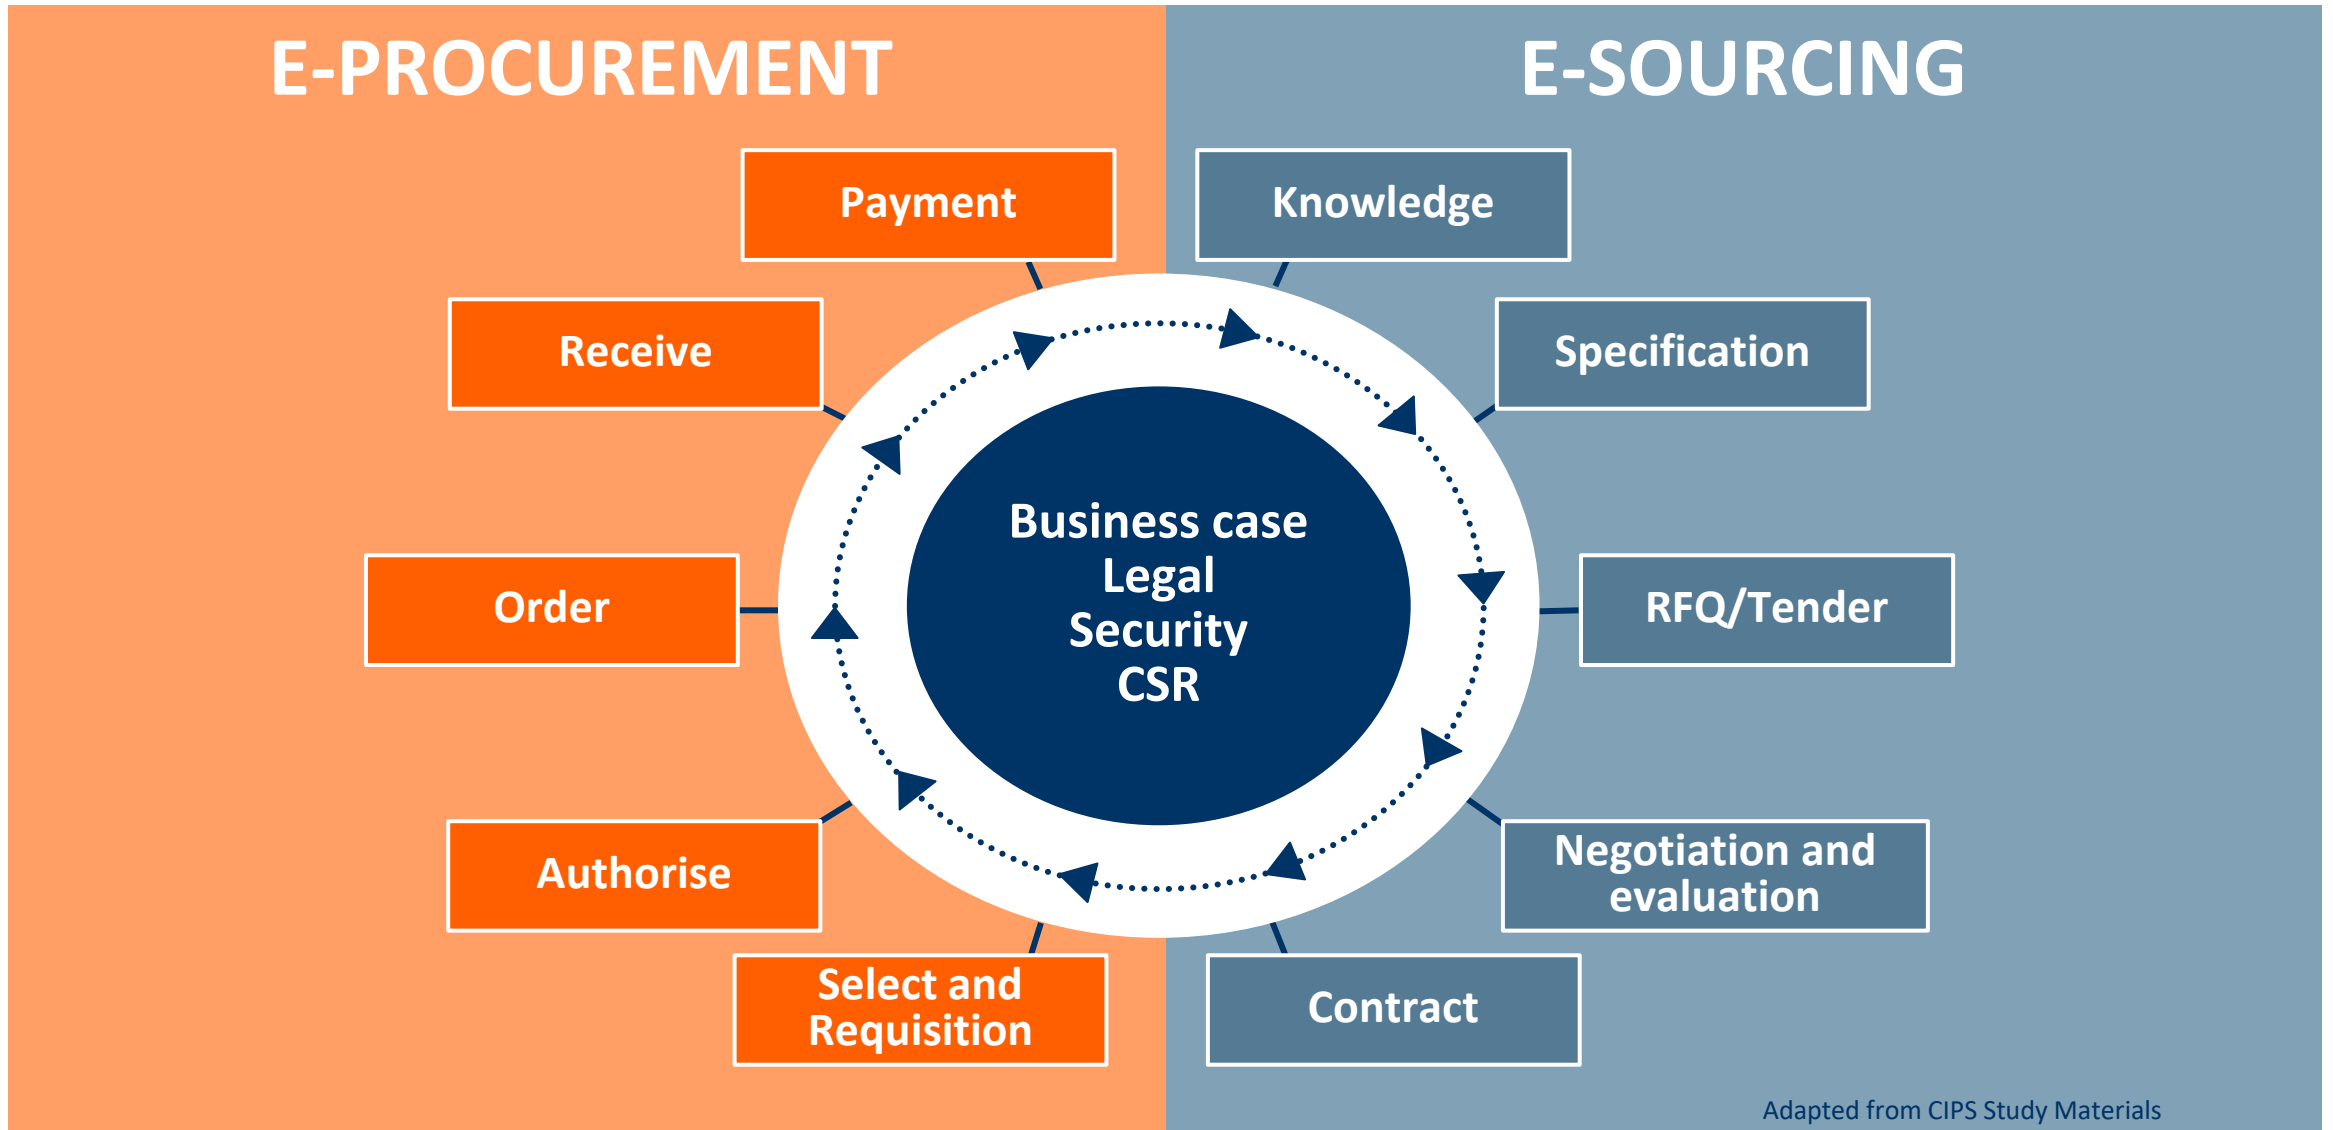 E-PROCUREMENT
E-SOURCING
Payment
Knowledge
Receive
Specification
Business case
Legal
Security
CSR
Order
RFQ/Tender
Authorise
Negotiation and
evaluation
Select and
Requisition
Contract
Adapted from CIPS Study Materials